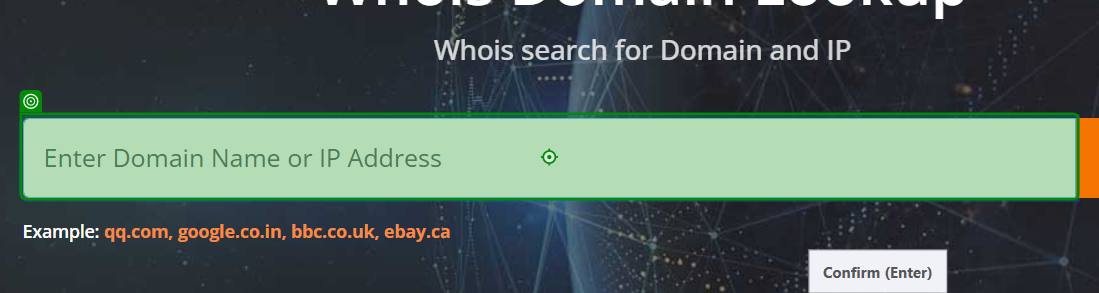 Whois Domain Lookup
Whois search for Domain and IP
Enter Domain Name or IP Address
Example: qq.com, google.co.in, bbc.co.uk, ebay.ca
Confirm (Enter)